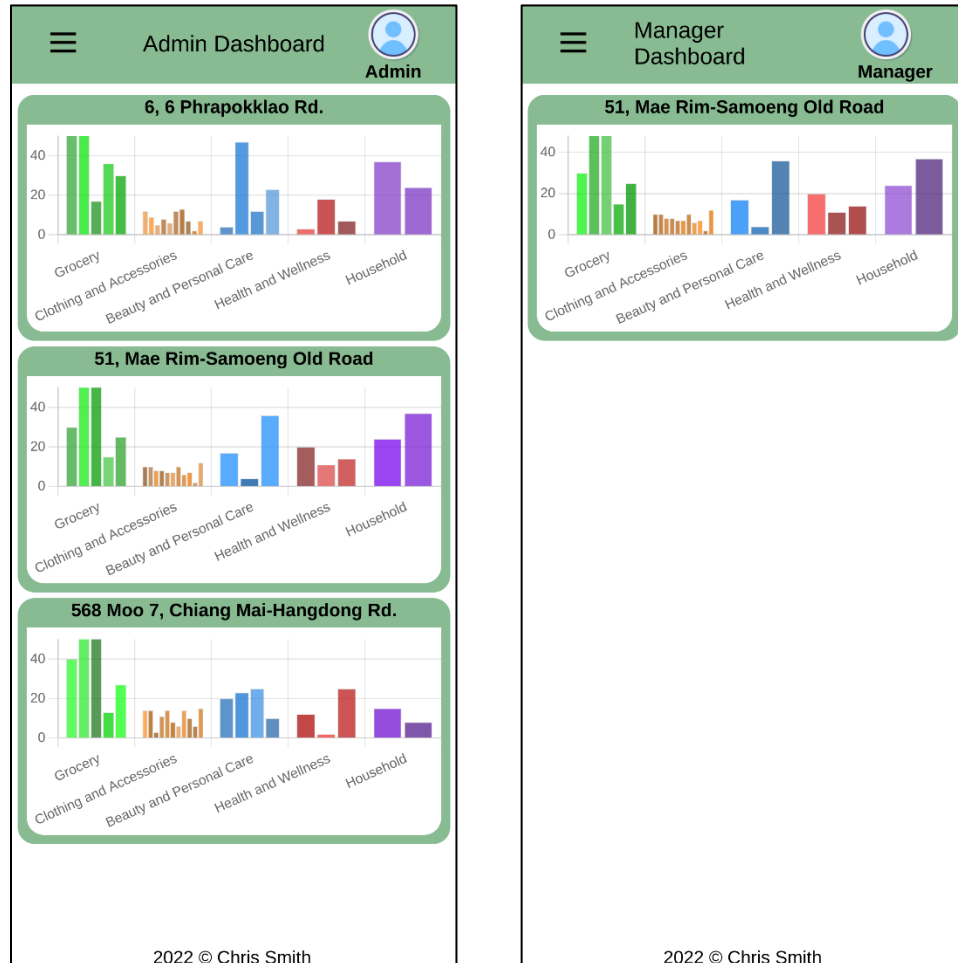 Admin Dashboard
Admin
6, 6 Phrapokklao Rd.
40
20
0
Grocery
Clothing and Accessories
Beauty and Personal Care
Health and Wellness
Household
51, Mae Rim-Samoeng Old Road
40
20
0
Grocery
Clothing and Accessories
Beauty and Personal Care
Health and Wellness
Household
568 Moo 7, Chiang Mai-Hangdong Rd.
40
20
0
Grocery
Clothing and Accessories
Beauty and Personal Care
Health and Wellness
Household
2022 © Chris Smith
Manager
Dashboard
Manager
51, Mae Rim-Samoeng Old Road
40
20
0
Grocery
Clothing and Accessories
Beauty and Personal Care
Health and Wellness
Household
2022 © Chris Smith